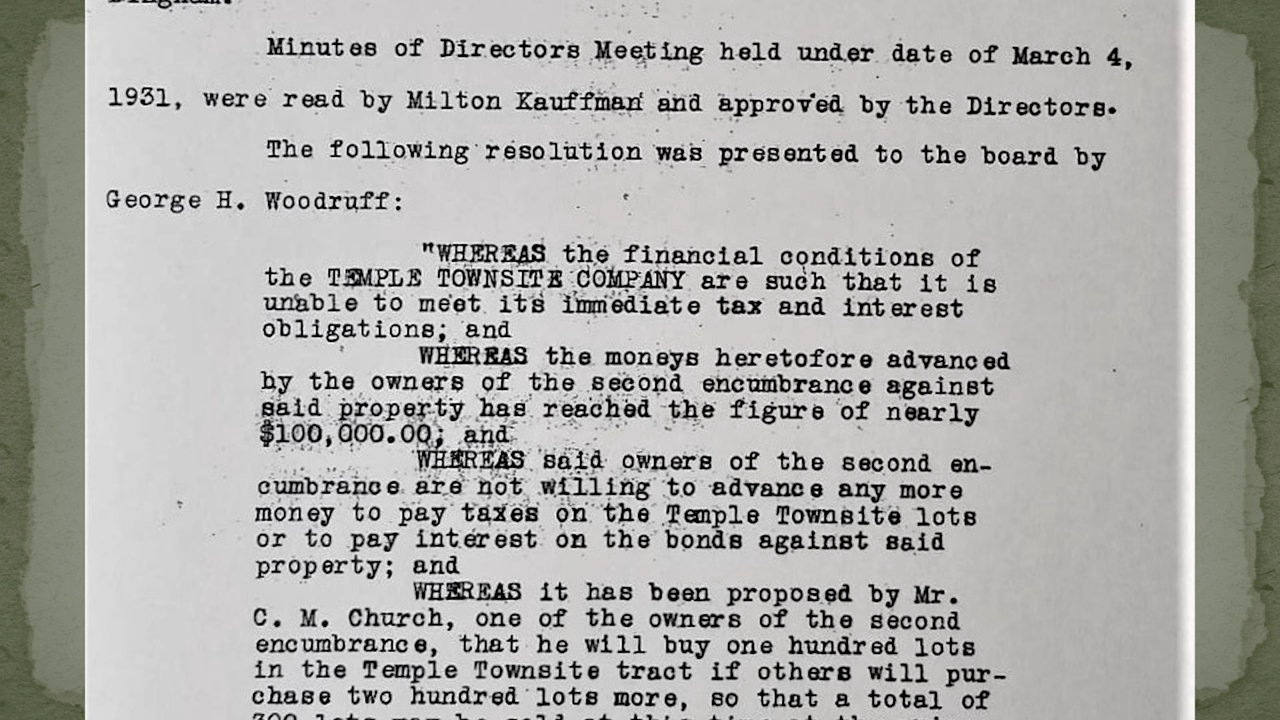 Minutes of Directors Meeting held under date of March 4,
1931, were read by Milton Kauffman and approved by the Directors.
The following resolution was presented to the board by
George H. Woodruff:
"WHEREAS the financial conditions of
the TEMPLE TOWNSITE COMPANY are such that it is
unable to meet its immediate tax and interest
obligations; and
WHEREAS the moneys heretofore advanced
by the owners of the second encumbrance against
said property has reached the figure of nearly
$100,000.00; and
WHEREAS said owners of the second en-
cumbrance are not willing to advance any more
money to pay taxes on the Temple Townsite lots
or to pay interest on the bonds against said
property; and
WHEREAS it has been proposed by Mr.
C. M. Church, one of the owners of the second
encumbrance, that he will buy one hundred lots
in the Temple Townsite tract if others will pur-
chase two hundred lots more, so that a total of